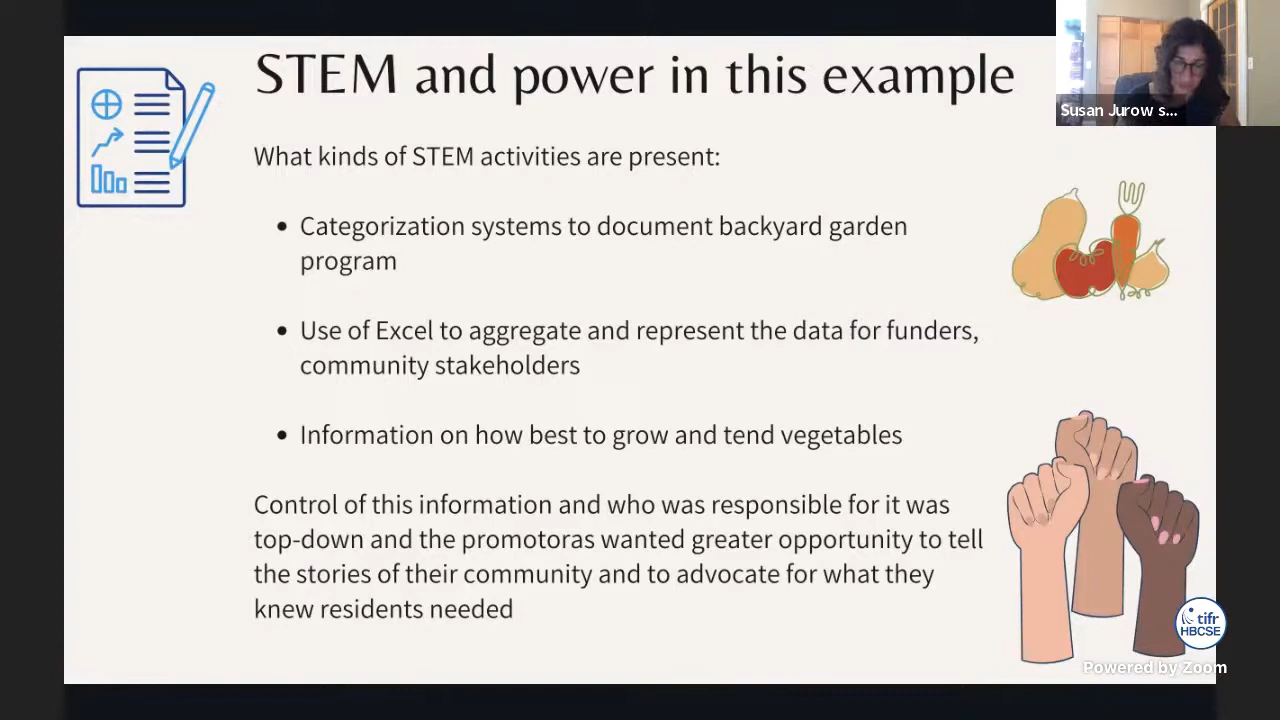 STEM and power in this example
Susan Jurow s...
What kinds of STEM activities are present:
• Categorization systems to document backyard garden
program
• Use of Excel to aggregate and represent the data for funders,
community stakeholders
• Information on how best to grow and tend vegetables
Control of this information and who was responsible for it was
top-down and the promotoras wanted greater opportunity to tell
the stories of their community and to advocate for what they
knew residents needed
tifr
HBCSE
Powered by Zoom